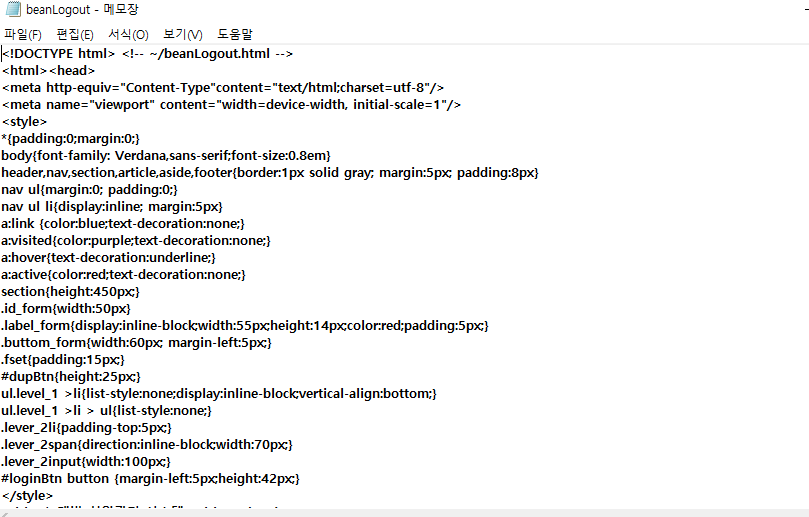 beanLogout - 메모장
파일(F) 편집(E) 서식(O) 보기(V) 도움말
<!DOCTYPE html> <!-- ~/beanLogout.html -->
<html><head>
<meta http-equiv="Content-Type"content="text/html;charset=utf-8"/>
<meta name="viewport" content="width=device-width, initial-scale=1"/>
<style>
*{padding:0;margin:0;}
body{font-family: Verdana,sans-serif;font-size:0.8em}
header,nav,section,article,aside,footer{border:1px solid gray; margin:5px; padding:8px}
nav ul{margin:0; padding:0;}
nav ul li{display:inline; margin:5px}
a:link {color:blue;text-decoration:none;}
a:visited{color:purple;text-decoration:none;}
a:hover{text-decoration:underline;}
a:active{color:red;text-decoration:none;}
section{height:450px;}
.id_form{width:50px}
.label_form{display:inline-block;width:55px;height:14px;color:red;padding:5px;}
.buttom_form{width:60px; margin-left:5px;}
.fset{padding:15px;}
#dupBtn{height:25px;}
ul.level_1 >li{list-style:none;display:inline-block;vertical-align:bottom;}
ul.level_1 >li > ul{list-style:none;}
.lever_2li{padding-top:5px;}
.lever_2span{direction:inline-block;width:70px;}
.lever_2input{width:100px;}
#loginBtn button {margin-left:5px;height:42px;}
</style>